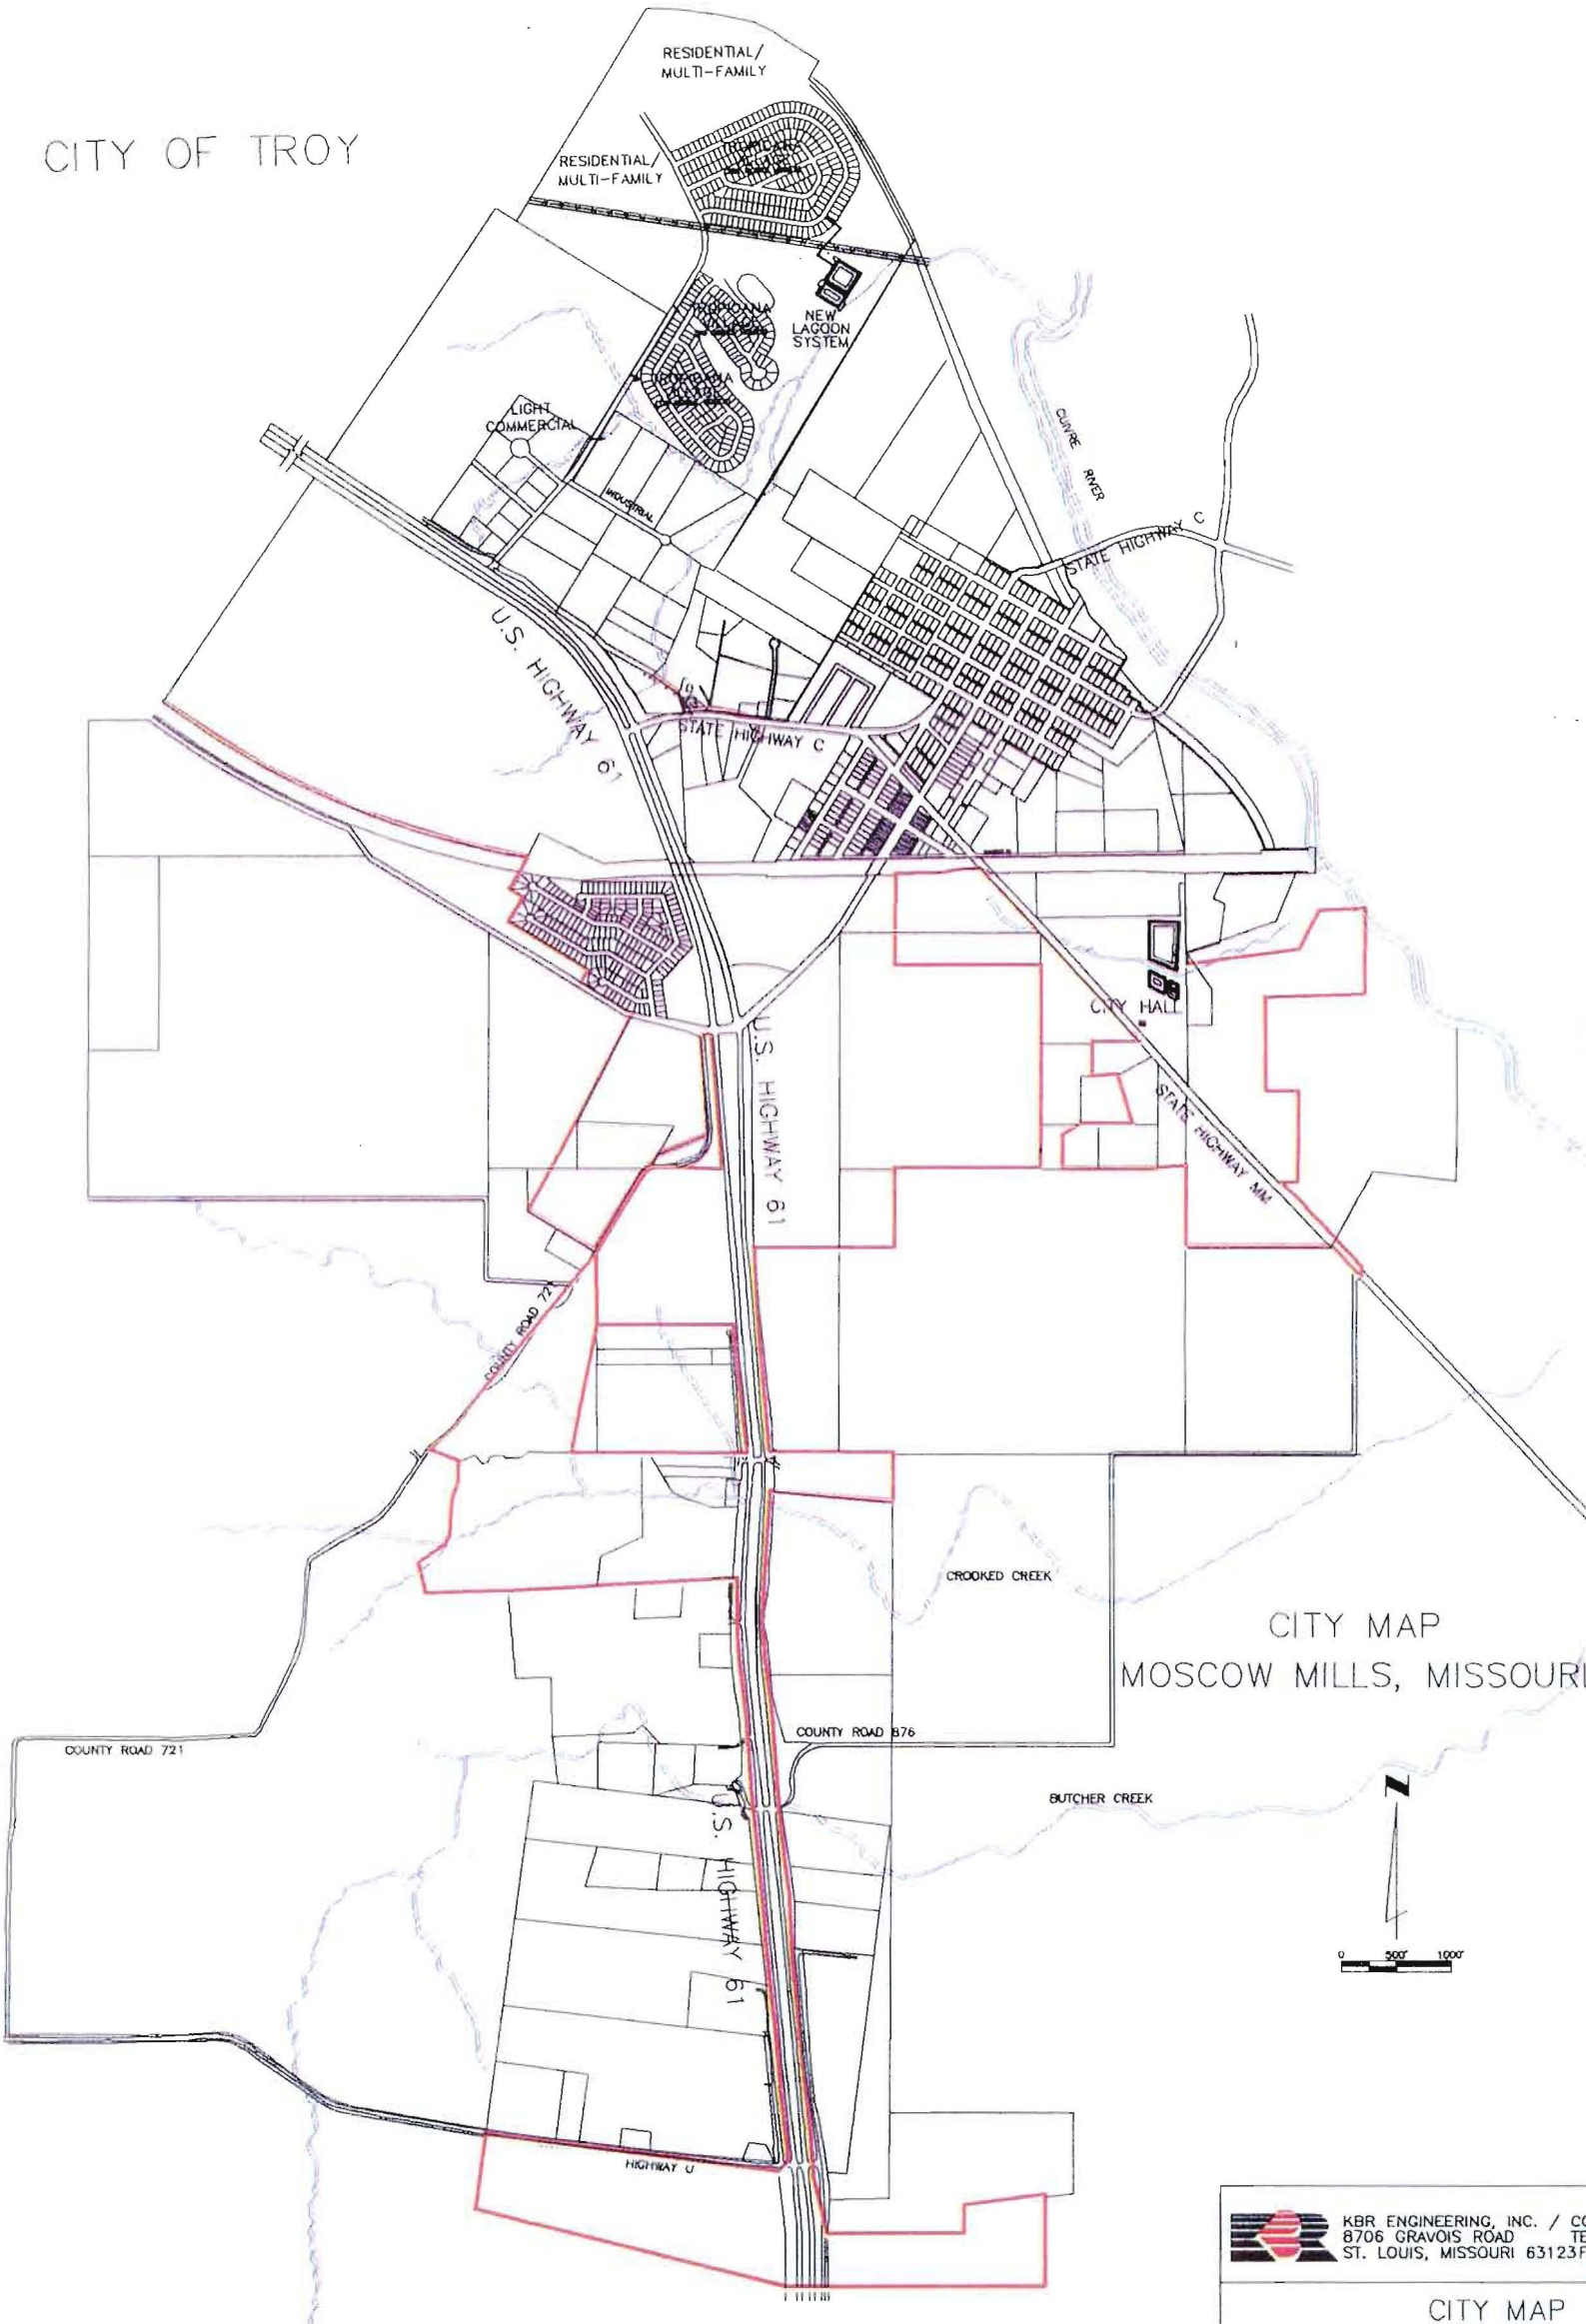 RESIDENTIAL/
MULTI-FAMILY
CITY OF TROY
RESIDENTIAL/
MULTI-FAMILY
NEW
LAGOON
SYSTEM
LIGHT
COMMERCIAL
INDUSTRIAL
CUIVRE RIVER
STATE HIGHWAY C
U.S. HIGHWAY 61
STATE HIGHWAY C
CITY HALL
U.S. HIGHWAY 61
STATE HIGHWAY MM
COUNTY ROAD 721
CROOKED CREEK
CITY MAP
MOSCOW MILLS, MISSOURI
COUNTY ROAD 876
COUNTY ROAD 721
BUTCHER CREEK
N
U.S. HIGHWAY 61
0 500' 1000'
HIGHWAY U
KBR ENGINEERING, INC. / CO
8706 GRAVOIS ROAD TE
ST. LOUIS, MISSOURI 63123 F
CITY MAP